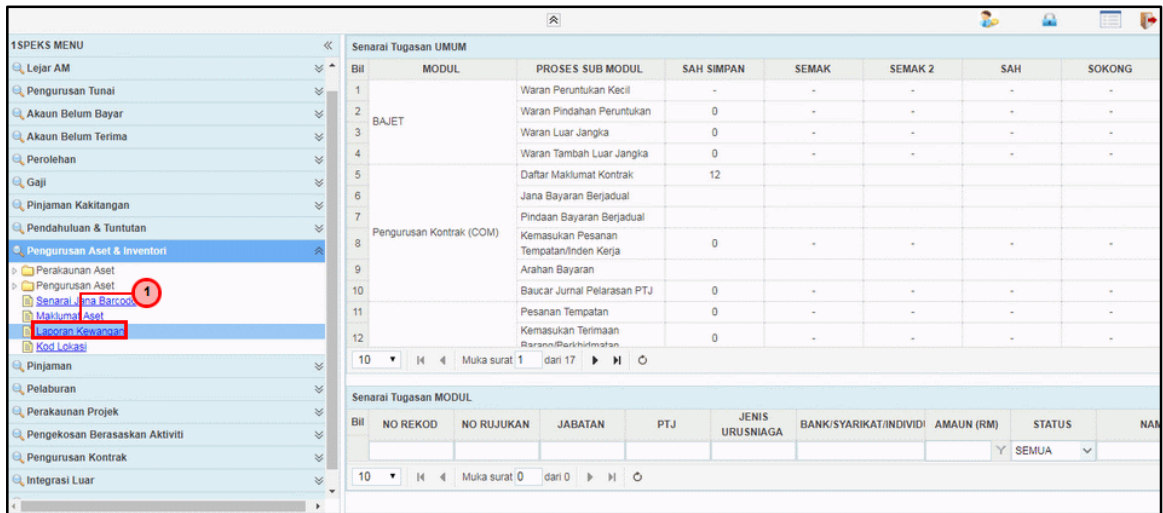 1SPEKS MENU
Lejar AM
Pengurusan Tunai
Akaun Belum Bayar
Akaun Belum Terima
Perolehan
Gaji
Pinjaman Kakitangan
Pendahuluan & Tuntutan
Pengurusan Aset & Inventori
Perakaunan Aset
Pengurusan Aset
Senarai Jana Barcode
1
Maklumat Aset
Laporan Kewangan
Kod Lokasi
Pinjaman
Pelaburan
Perakaunan Projek
Pengekosan Berasaskan Aktiviti
Pengurusan Kontrak
Integrasi Luar
Senarai Tugasan UMUM
Bil MODUL PROSES SUB MODUL SAH SIMPAN SEMAK SEMAK 2 SAH SOKONG
1 Waran Peruntukan Kecil - - - - -
2 BAJET Waran Pindahan Peruntukan 0 - - - -
3 Waran Luar Jangka 0 - - - -
4 Waran Tambah Luar Jangka 0 - - - -
5 Daftar Maklumat Kontrak 12
6 Jana Bayaran Berjadual
7 Pindaan Bayaran Berjadual
Pengurusan Kontrak (COM)
8 Kemasukan Pesanan
Tempatan/Inden Kerja 0 - - - -
9 Arahan Bayaran
10 Baucar Jurnal Pelarasan PTJ 0 - - - -
11 Pesanan Tempatan 0 - - - -
12 Kemasukan Terimaan
Barang/Perkhidmatan 0 - - - -
10 Muka surat 1 dari 17
Senarai Tugasan MODUL
Bil NO REKOD NO RUJUKAN JABATAN PTJ JENIS
URUSNIAGA BANK/SYARIKAT/INDIVIDU AMAUN (RM) STATUS NAM
SEMUA
10 Muka surat 0 dari 0